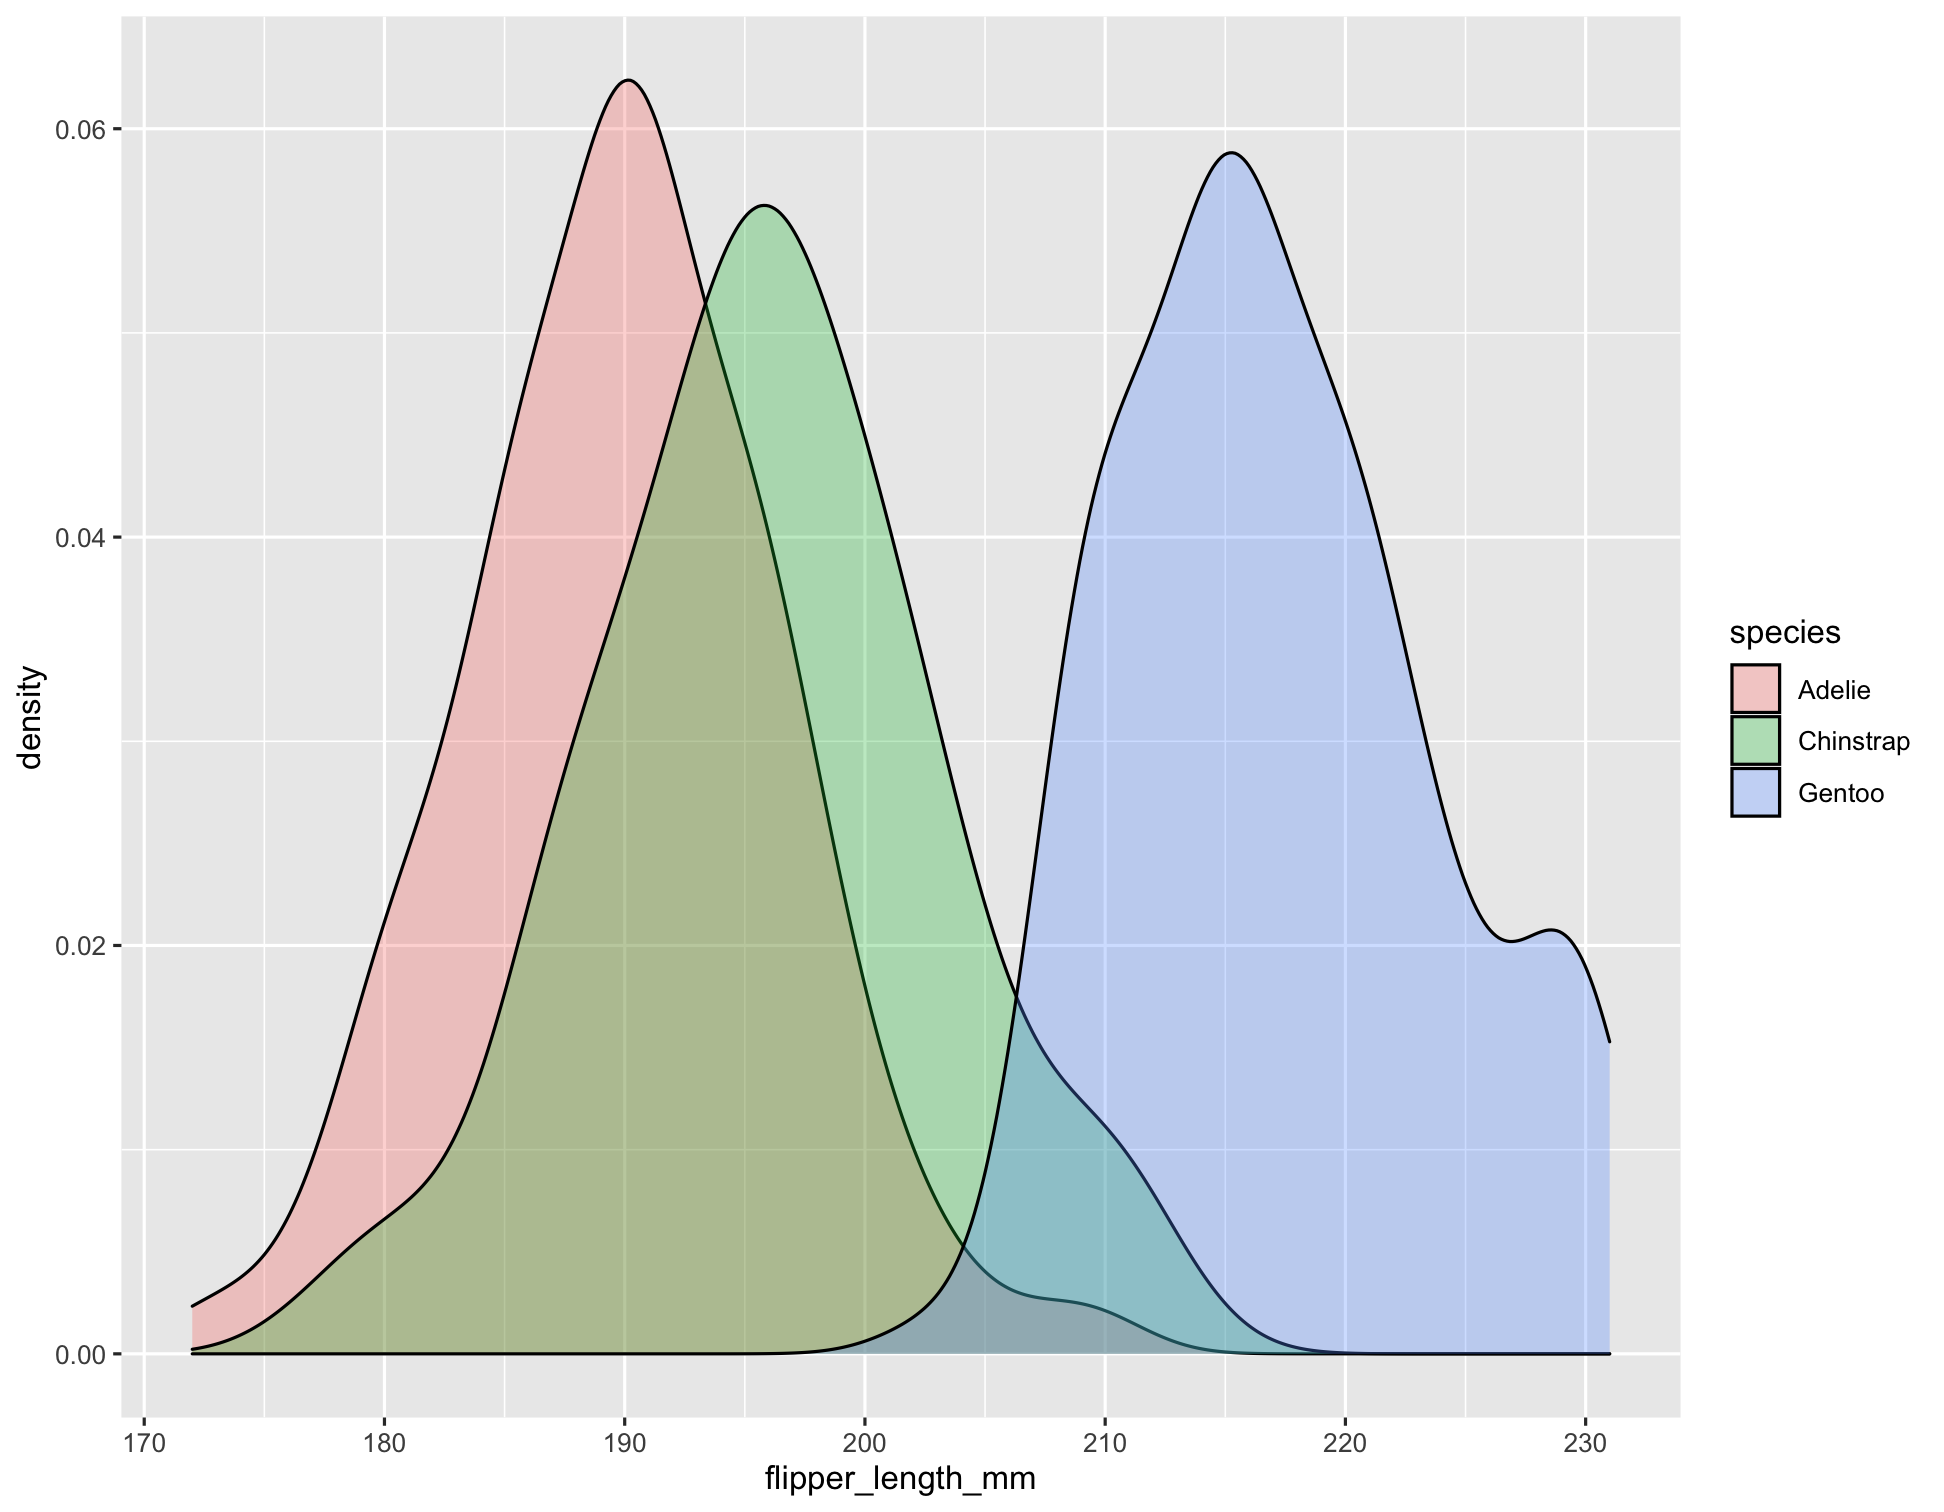 0.06
0.04
0.02
0.00
density
170 180 190 200 210 220 230
flipper_length_mm
species
Adelie
Chinstrap
Gentoo